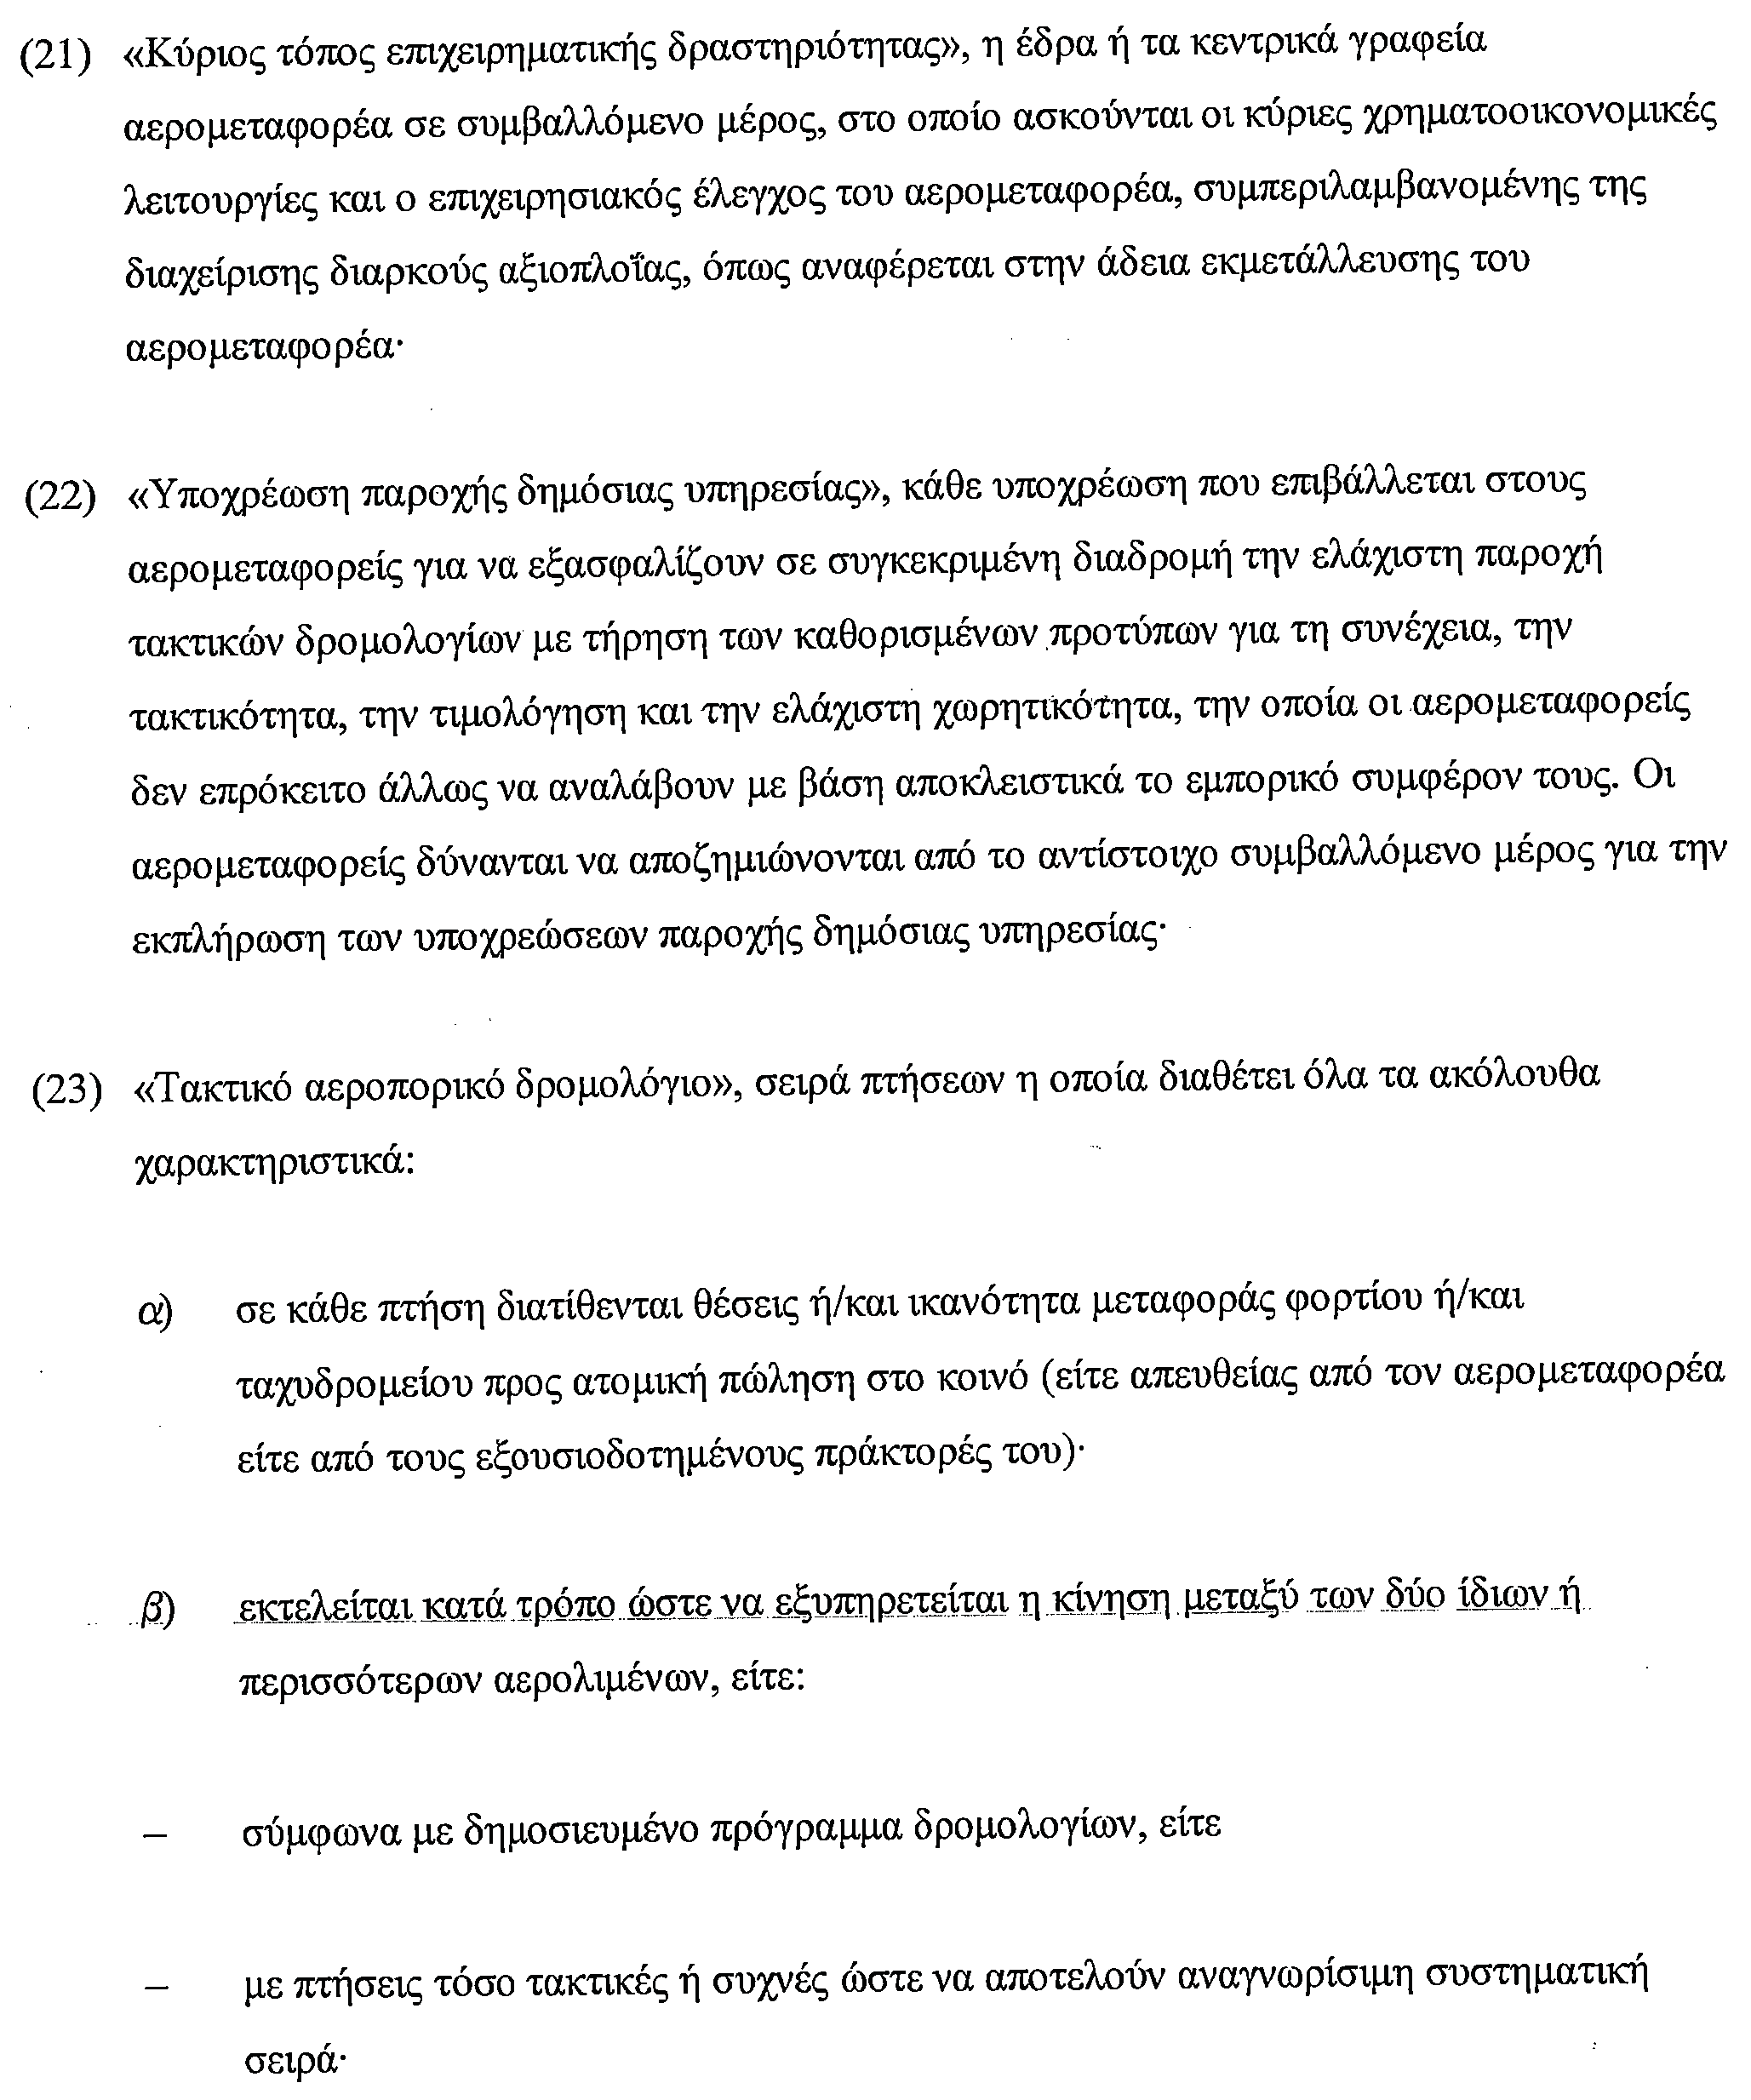 (21) «Κύριος τόπος επιχειρηματικής δραστηριότητας», η έδρα ή τα κεντρικά γραφεία
αερομεταφορέα σε συμβαλλόμενο μέρος, στο οποίο ασκούνται οι κύριες χρηματοοικονομικές
λειτουργίες και ο επιχειρησιακός έλεγχος του αερομεταφορέα, συμπεριλαμβανομένης της
διαχείρισης διαρκούς αξιοπλοΐας, όπως αναφέρεται στην άδεια εκμετάλλευσης του
αερομεταφορέα·
(22) «Υποχρέωση παροχής δημόσιας υπηρεσίας», κάθε υποχρέωση που επιβάλλεται στους
αερομεταφορείς για να εξασφαλίζουν σε συγκεκριμένη διαδρομή την ελάχιστη παροχή
τακτικών δρομολογίων με τήρηση των καθορισμένων προτύπων για τη συνέχεια, την
τακτικότητα, την τιμολόγηση και την ελάχιστη χωρητικότητα, την οποία οι αερομεταφορείς
δεν επρόκειτο άλλως να αναλάβουν με βάση αποκλειστικά το εμπορικό συμφέρον τους. Οι
αερομεταφορείς δύνανται να αποζημιώνονται από το αντίστοιχο συμβαλλόμενο μέρος για την
εκπλήρωση των υποχρεώσεων παροχής δημόσιας υπηρεσίας·
(23) «Τακτικό αεροπορικό δρομολόγιο», σειρά πτήσεων η οποία διαθέτει όλα τα ακόλουθα
χαρακτηριστικά:
α) σε κάθε πτήση διατίθενται θέσεις ή/και ικανότητα μεταφοράς φορτίου ή/και
ταχυδρομείου προς ατομική πώληση στο κοινό (είτε απευθείας από τον αερομεταφορέα
είτε από τους εξουσιοδοτημένους πράκτορές του)·
β) εκτελείται κατά τρόπο ώστε να εξυπηρετείται η κίνηση μεταξύ των δύο ίδιων ή
περισσότερων αερολιμένων, είτε:
– σύμφωνα με δημοσιευμένο πρόγραμμα δρομολογίων, είτε
– με πτήσεις τόσο τακτικές ή συχνές ώστε να αποτελούν αναγνωρίσιμη συστηματική
σειρά·